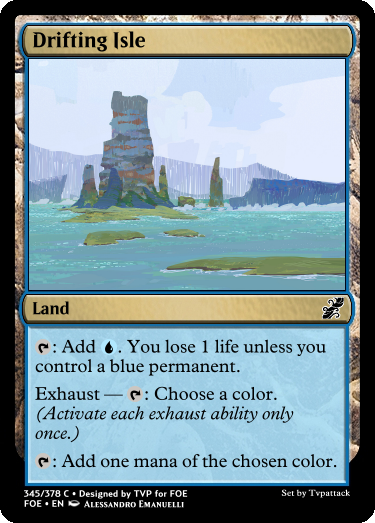 Drifting Isle
Land
: Add . You lose 1 life unless you
control a blue permanent.
Exhaust — : Choose a color.
(Activate each exhaust ability only
once.)
: Add one mana of the chosen color.
345/378 C • Designed by TVP for FOE
Set by Tvpattack
FOE • EN Alessandro Emanuelli